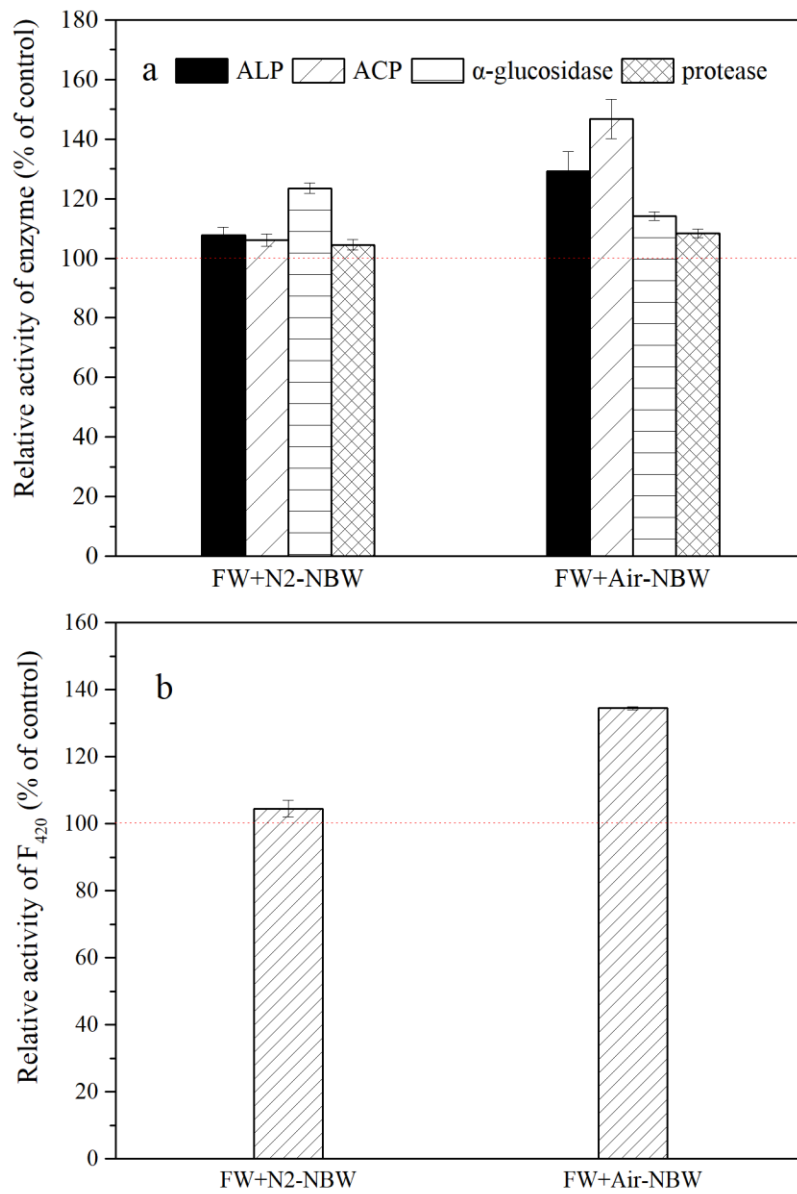 180
160
140
120
100
80
60
40
20
0
Relative activity of enzyme (% of control)
a
ALP
ACP
α-glucosidase
protease
FW+N2-NBW
FW+Air-NBW
160
140
120
100
80
60
40
20
0
Relative activity of F₄₂₀ (% of control)
b
FW+N2-NBW
FW+Air-NBW